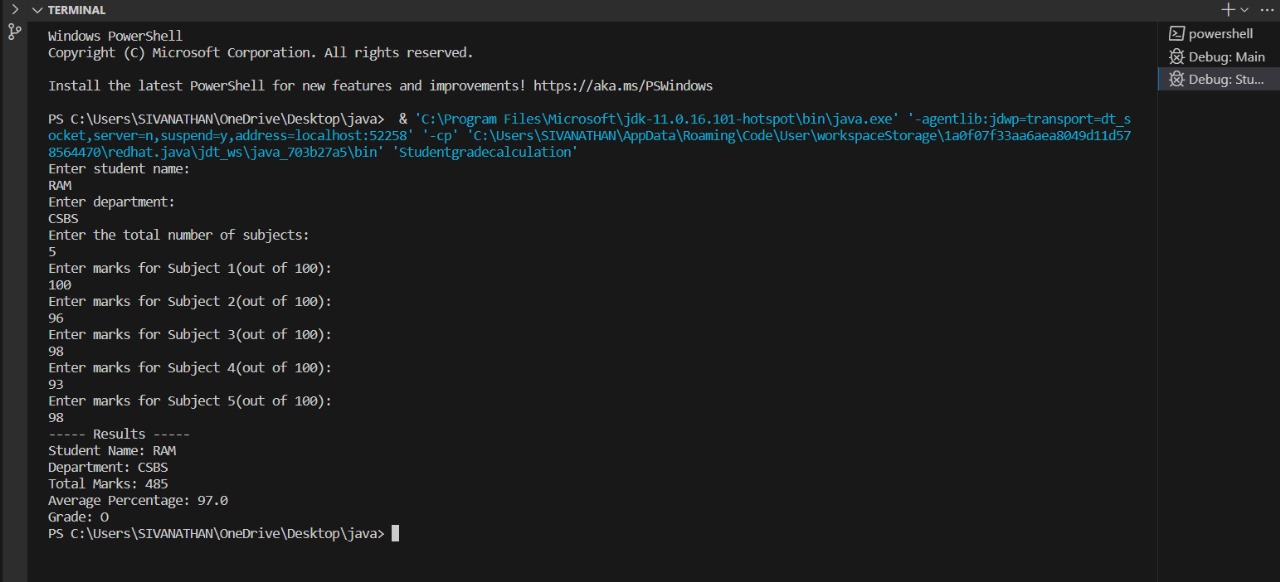 TERMINAL
powershell
Debug: Main
Debug: Stu...
Windows PowerShell
Copyright (C) Microsoft Corporation. All rights reserved.
Install the latest PowerShell for new features and improvements! https://aka.ms/PSWindows
PS C:\Users\SIVANATHAN\OneDrive\Desktop\java>  & 'C:\Program Files\Microsoft\jdk-11.0.16.101-hotspot\bin\java.exe' '-agentlib:jdwp=transport=dt_s
ocket,server=n,suspend=y,address=localhost:52258' '-cp' 'C:\Users\SIVANATHAN\AppData\Roaming\Code\User\workspaceStorage\1a0f07f33aa6aea8049d11d57
8564470\redhat.java\jdt_ws\java_703b27a5\bin' 'Studentgradecalculation'
Enter student name:
RAM
Enter department:
CSBS
Enter the total number of subjects:
5
Enter marks for Subject 1(out of 100):
100
Enter marks for Subject 2(out of 100):
96
Enter marks for Subject 3(out of 100):
98
Enter marks for Subject 4(out of 100):
93
Enter marks for Subject 5(out of 100):
98
----- Results -----
Student Name: RAM
Department: CSBS
Total Marks: 485
Average Percentage: 97.0
Grade: O
PS C:\Users\SIVANATHAN\OneDrive\Desktop\java>